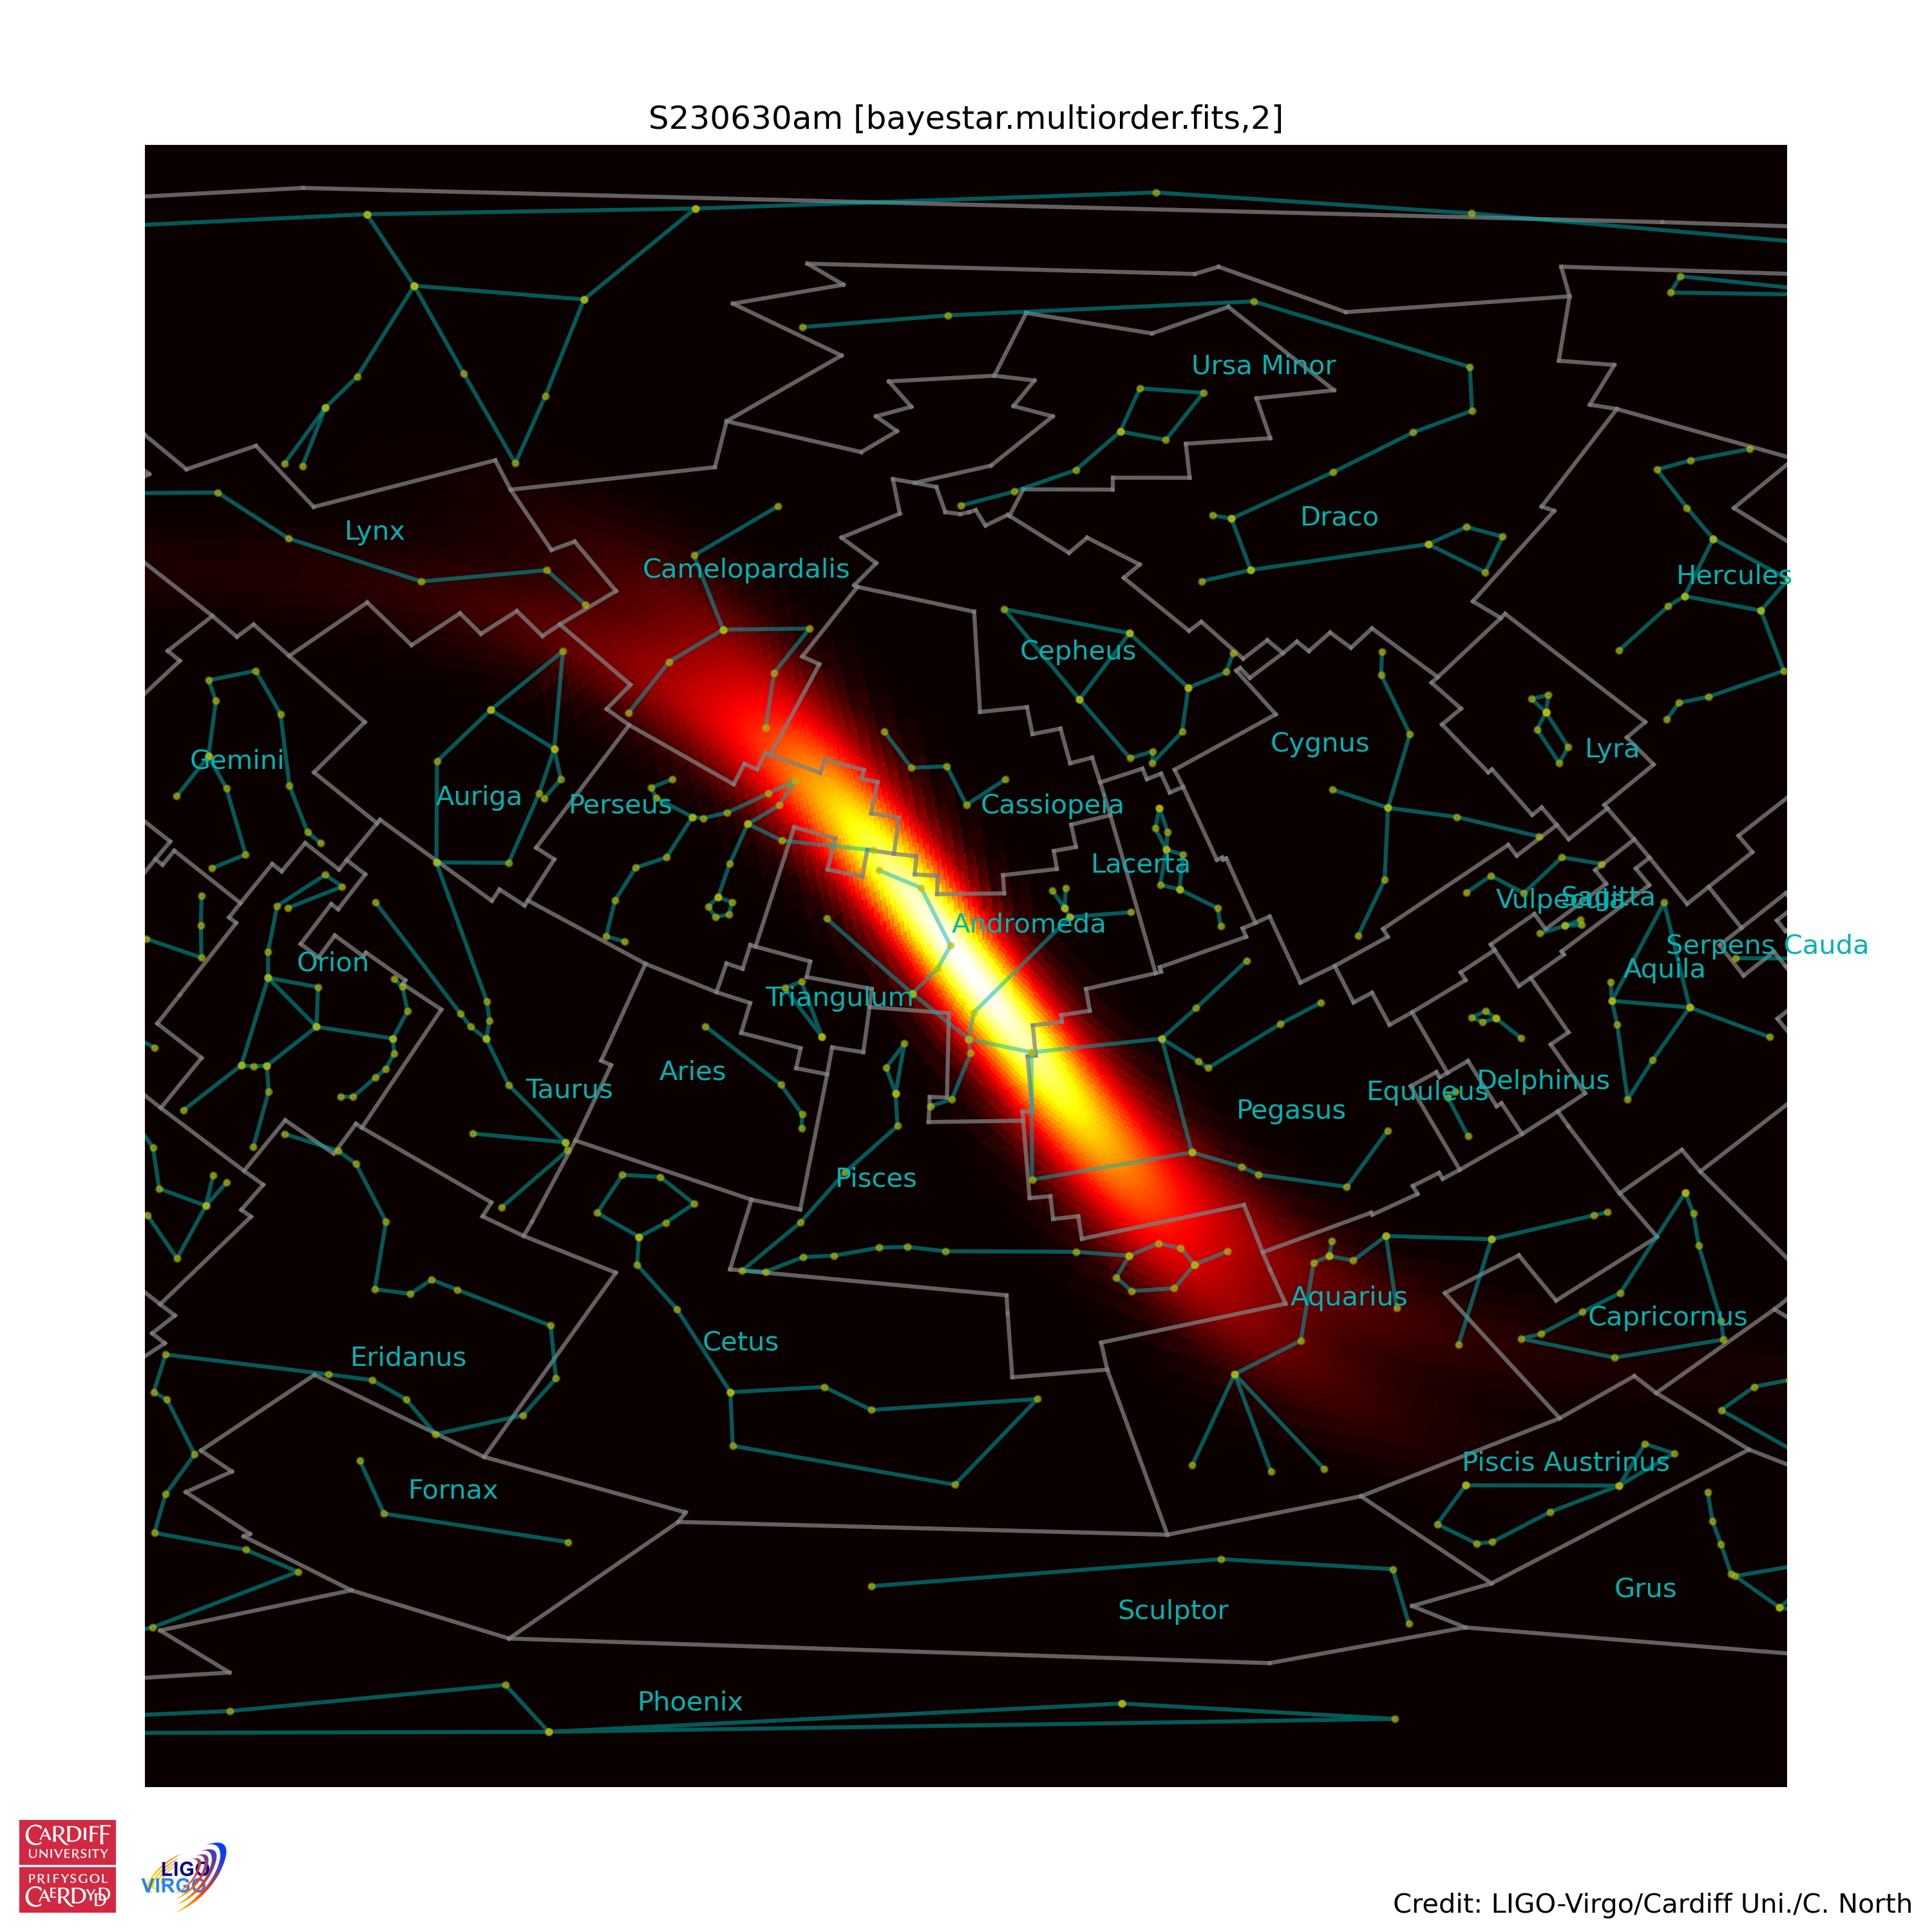 S230630am [bayestar.multiorder.fits,2]
Ursa Minor
Draco
Lynx
Camelopardalis
Hercules
Cepheus
Cygnus
Lyra
Gemini
Auriga
Perseus
Cassiopeia
Lacerta
Vulpecula
Sagitta
Andromeda
Serpens Cauda
Orion
Aquila
Triangulum
Aries
Taurus
Equuleus
Delphinus
Pegasus
Pisces
Aquarius
Capricornus
Cetus
Eridanus
Piscis Austrinus
Fornax
Grus
Sculptor
Phoenix
CARDIFF
UNIVERSITY
PRIFYSGOL
CAERDYDD
LIGO
VIRGO
Credit: LIGO-Virgo/Cardiff Uni./C. North